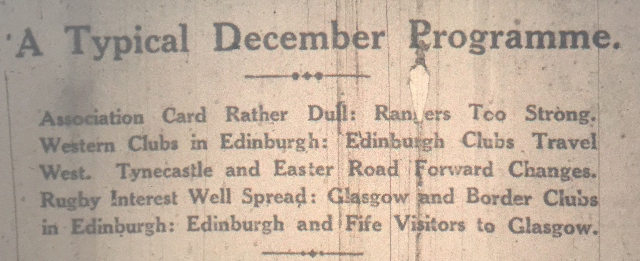 A Typical December Programme.
Association Card Rather Dull: Rangers Too Strong.
Western Clubs in Edinburgh: Edinburgh Clubs Travel
West. Tynecastle and Easter Road Forward Changes.
Rugby Interest Well Spread: Glasgow and Border Clubs
in Edinburgh: Edinburgh and Fife Visitors to Glasgow.